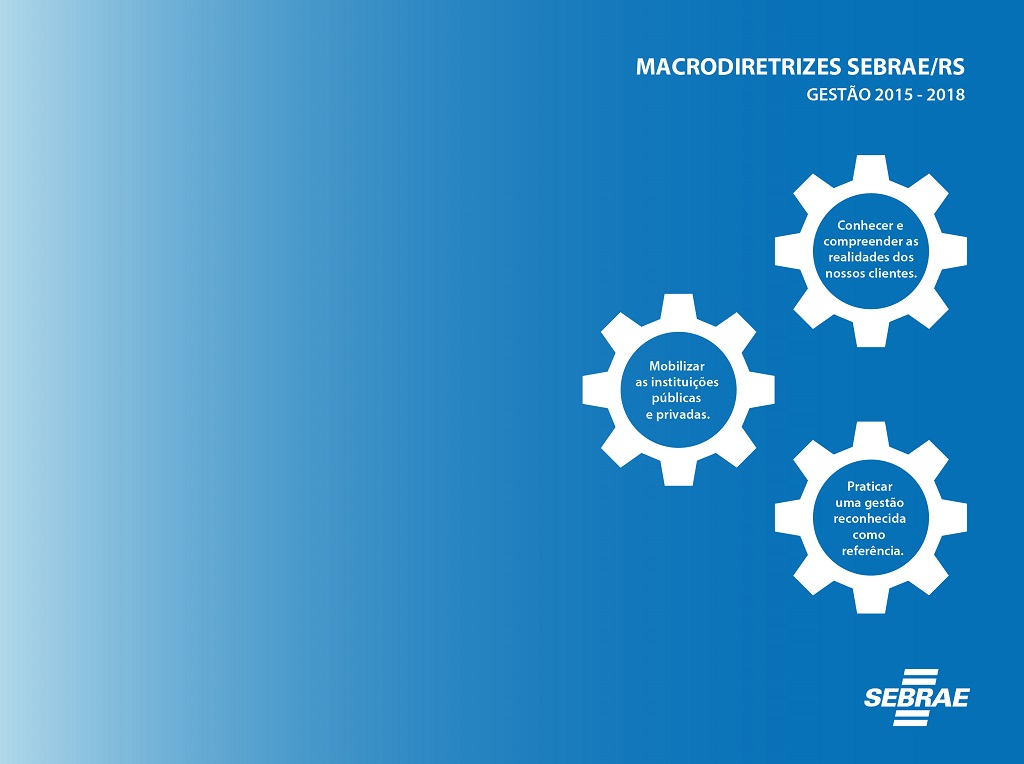 MACRODIRETRIZES SEBRAE/RS
GESTÃO 2015 - 2018
Conhecer e
compreender as
realidades dos
nossos clientes.
Mobilizar
as instituições
públicas
e privadas.
Praticar
uma gestão
reconhecida
como
referência.
SEBRAE